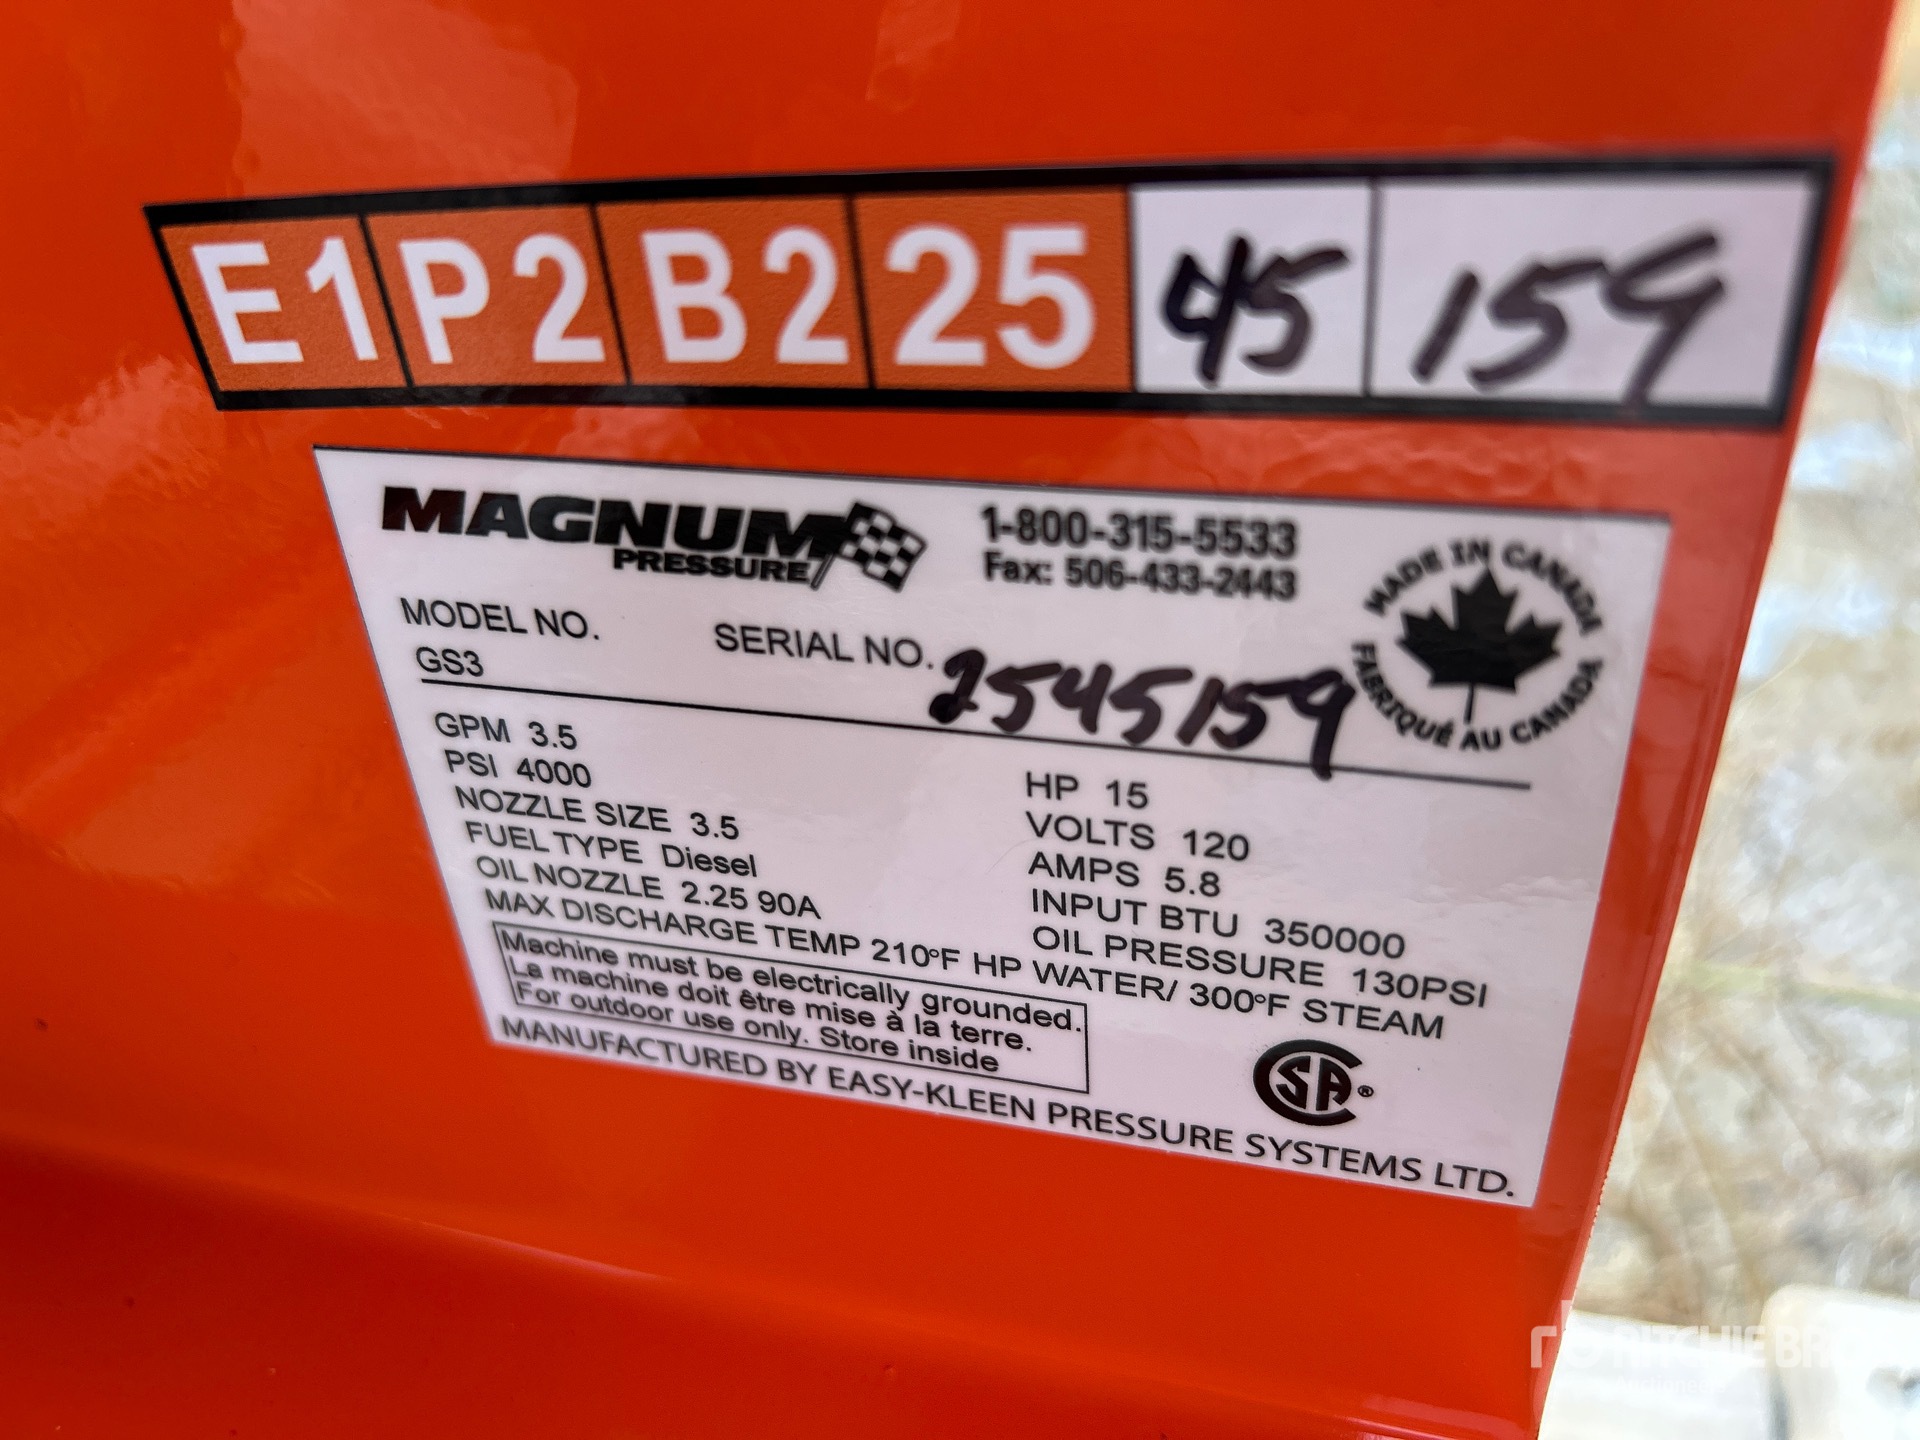 E1 P2 B2 25 45 159
MAGNUM
PRESSURE
1-800-315-5533
Fax: 506-433-2443
MADE IN CANADA
FABRIQUÉ AU CANADA
MODEL NO.
GS3
SERIAL NO. 2545159
GPM 3.5
PSI 4000
NOZZLE SIZE 3.5
FUEL TYPE Diesel
OIL NOZZLE 2.25 90A
HP 15
VOLTS 120
AMPS 5.8
INPUT BTU 350000
OIL PRESSURE 130PSI
MAX DISCHARGE TEMP 210°F HP WATER/ 300°F STEAM
Machine must be electrically grounded.
La machine doit être mise à la terre.
For outdoor use only. Store inside
CSA®
MANUFACTURED BY EASY-KLEEN PRESSURE SYSTEMS LTD.